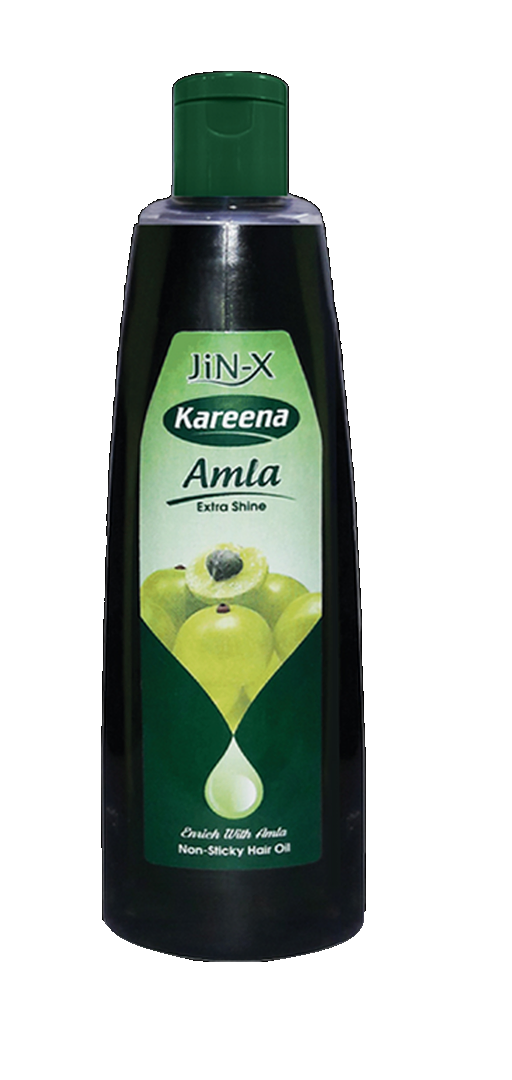 JiN-X
Kareena
Amla
Extra Shine
Enrich With Amla
Non-Sticky Hair Oil